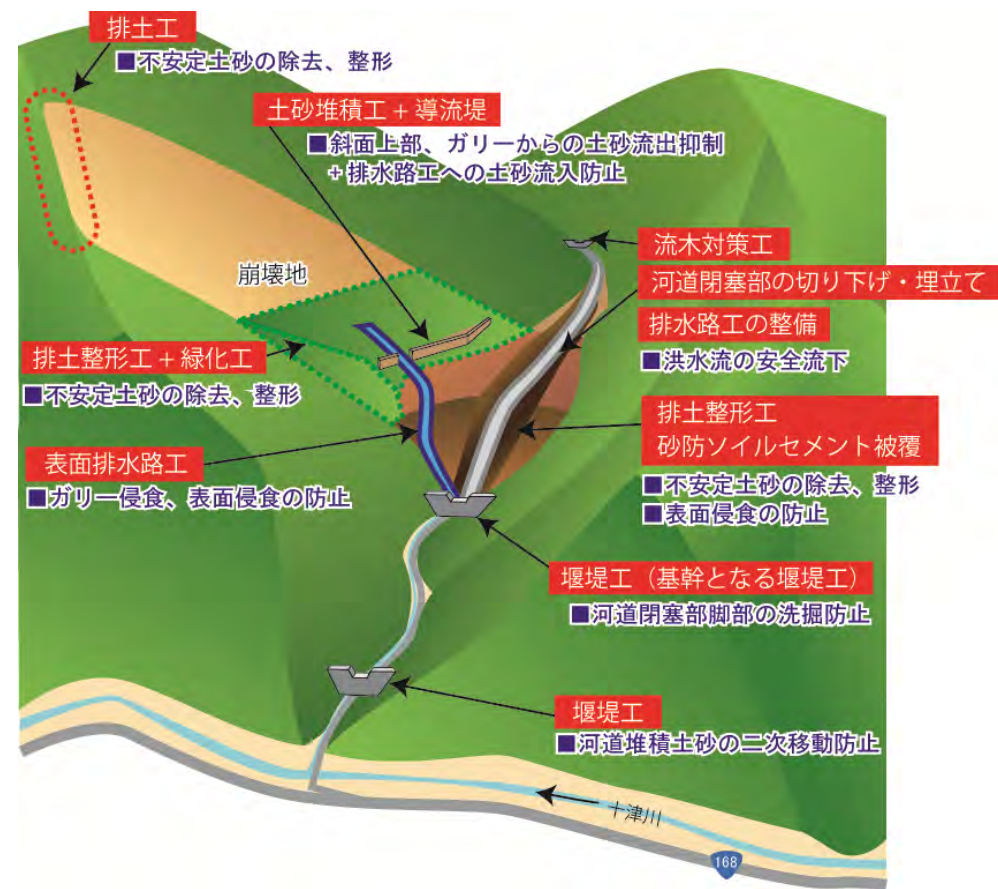 排土工
■不安定土砂の除去、整形
土砂堆積工 + 導流堤
■斜面上部、ガリーからの土砂流出抑制
+ 排水路工への土砂流入防止
流木対策工
崩壊地
河道閉塞部の切り下げ・埋立て
排水路工の整備
■洪水流の安全流下
排土整形工 + 緑化工
■不安定土砂の除去、整形
排土整形工
砂防ソイルセメント被覆
■不安定土砂の除去、整形
■表面侵食の防止
表面排水路工
■ガリー侵食、表面侵食の防止
堰堤工（基幹となる堰堤工）
■河道閉塞部脚部の洗掘防止
堰堤工
■河道堆積土砂の二次移動防止
十津川
168